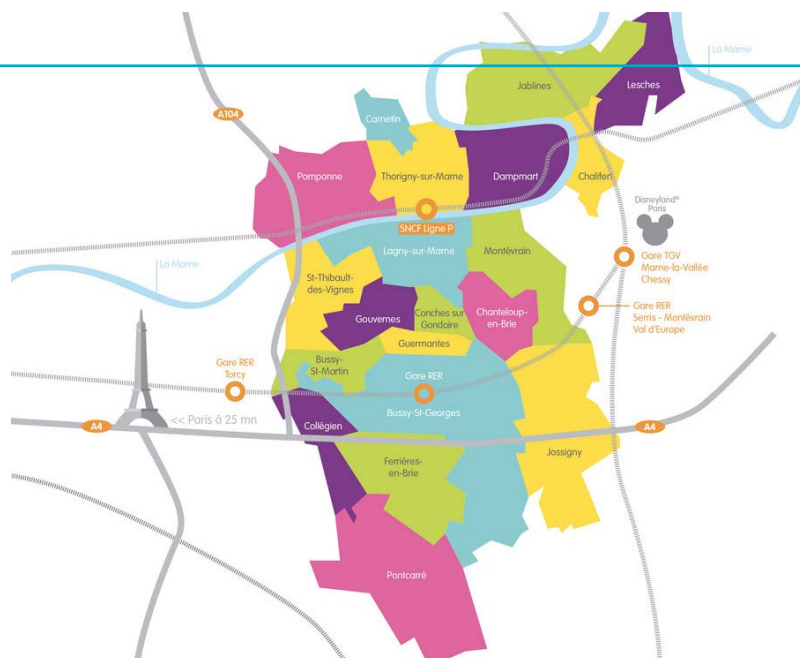 La Marne
Jablines
Lesches
A104
Carnetin
Pomponne
Thorigny-sur-Marne
Dampmart
Chalifert
Disneyland®
Paris
SNCF Ligne P
Lagny-sur-Marne
Montévrain
La Marne
Gare TGV
Marne-la-Vallée
Chessy
St-Thibault-
des-Vignes
Gouvernes
Conches sur
Gondoire
Chanteloup-
en-Brie
Gare RER
Serris - Montévrain
Val d'Europe
Guermantes
Bussy-
St-Martin
Gare RER
Torcy
Gare RER
Bussy-St-Georges
<< Paris à 25 mn
A4
Collégien
A4
Ferrières-
en-Brie
Jossigny
Pontcarré